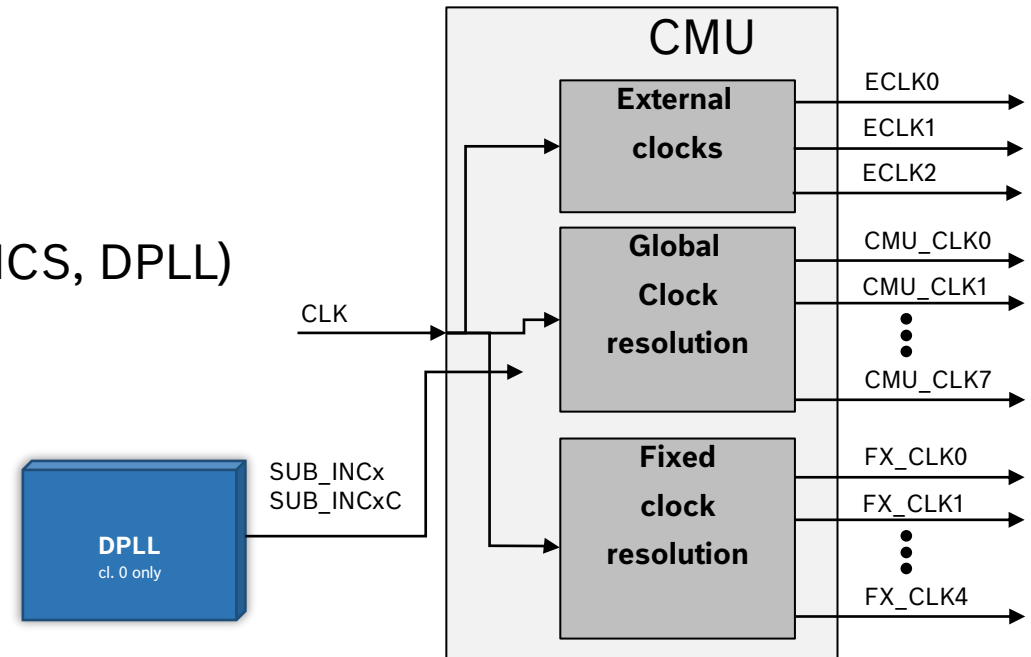 CMU
External
clocks
ECLK0
ECLK1
ECLK2
CS, DPLL)
CLK
Global
Clock
resolution
CMU_CLK0
CMU_CLK1
CMU_CLK7
SUB_INCx
SUB_INCxC
DPLL
cl. 0 only
Fixed
clock
resolution
FX_CLK0
FX_CLK1
FX_CLK4